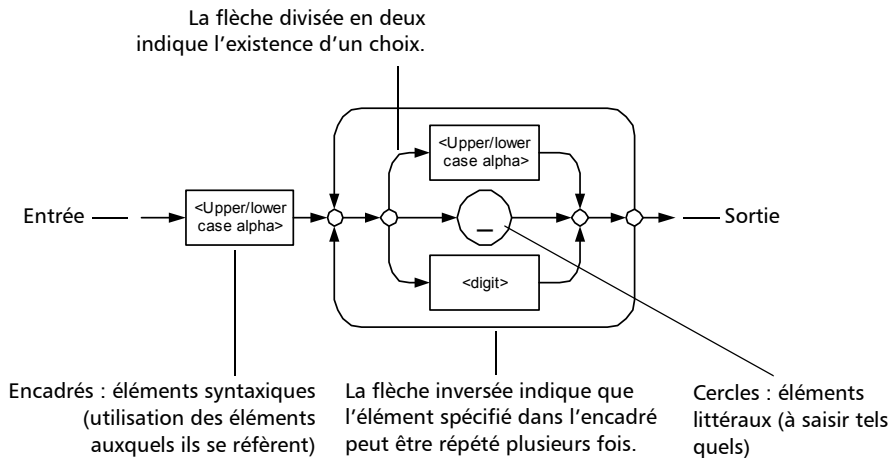 La flèche divisée en deux
indique l'existence d'un choix.
<Upper/lower
case alpha>
Entrée
<Upper/lower
case alpha>
_
Sortie
<digit>
Encadrés : éléments syntaxiques
(utilisation des éléments
auxquels ils se réfèrent)
La flèche inversée indique que
l'élément spécifié dans l'encadré
peut être répété plusieurs fois.
Cercles : éléments
littéraux (à saisir tels
quels)